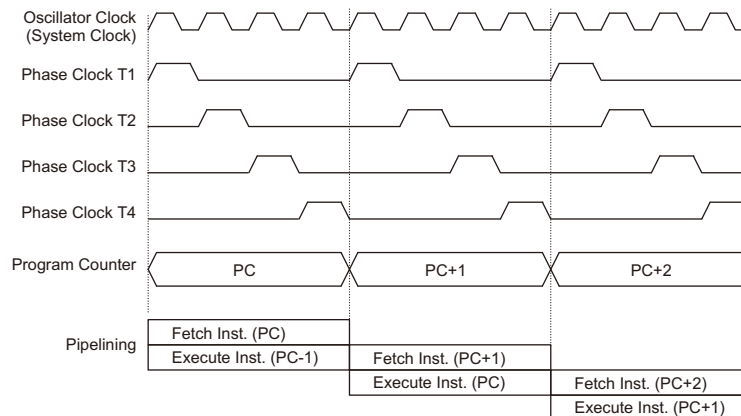 Oscillator Clock
(System Clock)
Phase Clock T1
Phase Clock T2
Phase Clock T3
Phase Clock T4
Program Counter
PC
PC+1
PC+2
Pipelining
Fetch Inst. (PC)
Execute Inst. (PC-1)
Fetch Inst. (PC+1)
Execute Inst. (PC)
Fetch Inst. (PC+2)
Execute Inst. (PC+1)